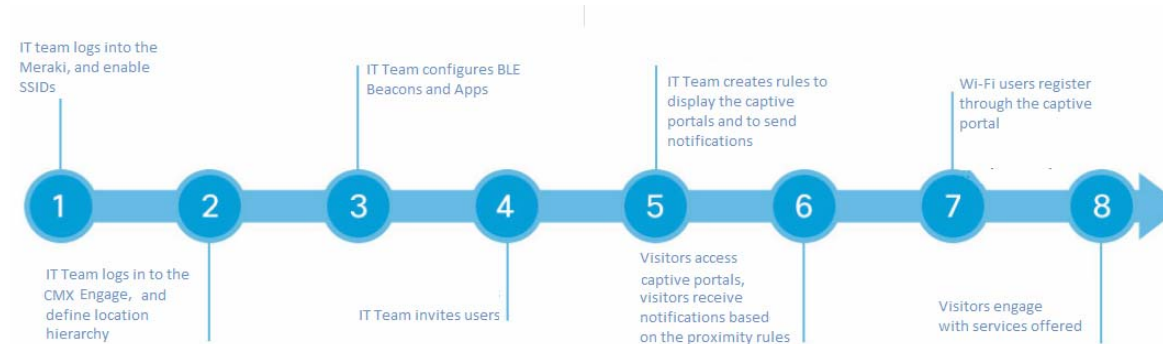 IT team logs into the
Meraki, and enable
SSIDs
IT Team configures BLE
Beacons and Apps
IT Team creates rules to
display the captive
portals and to send
notifications
Wi-Fi users register
through the captive
portal
1
2
3
4
5
6
7
8
IT Team logs in to the
CMX Engage, and
define location
hierarchy
IT Team invites users
Visitors access
captive portals,
visitors receive
notifications based
on the proximity rules
Visitors engage
with services offered